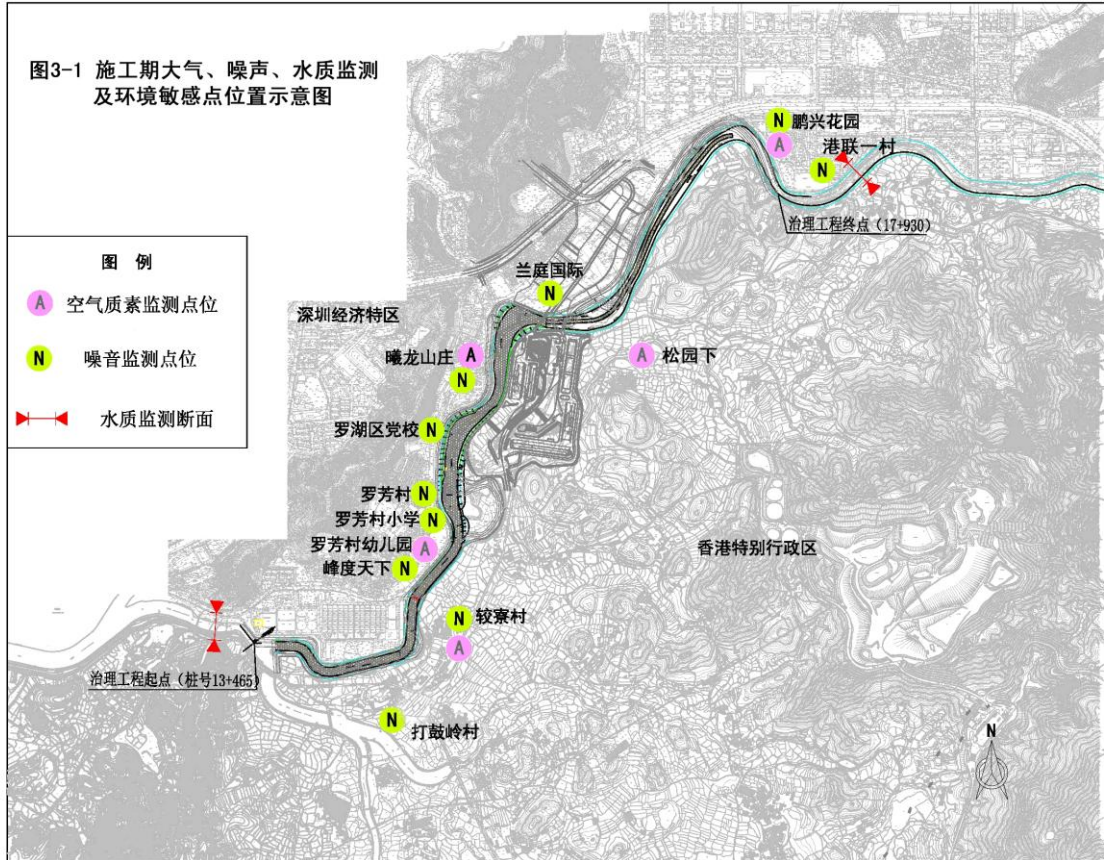 图3-1 施工期大气、噪声、水质监测
及环境敏感点位置示意图
N
鹏兴花园
A
港联一村
N
治理工程终点（17+930）
图 例
A
空气质素监测点位
N
噪音监测点位
水质监测断面
兰庭国际
N
深圳经济特区
曦龙山庄
A
N
A
松园下
罗湖区党校
N
罗芳村
N
罗芳村小学
N
罗芳村幼儿园
A
峰度天下
N
香港特别行政区
N
较寮村
A
治理工程起点（桩号13+465）
N
打鼓岭村
N